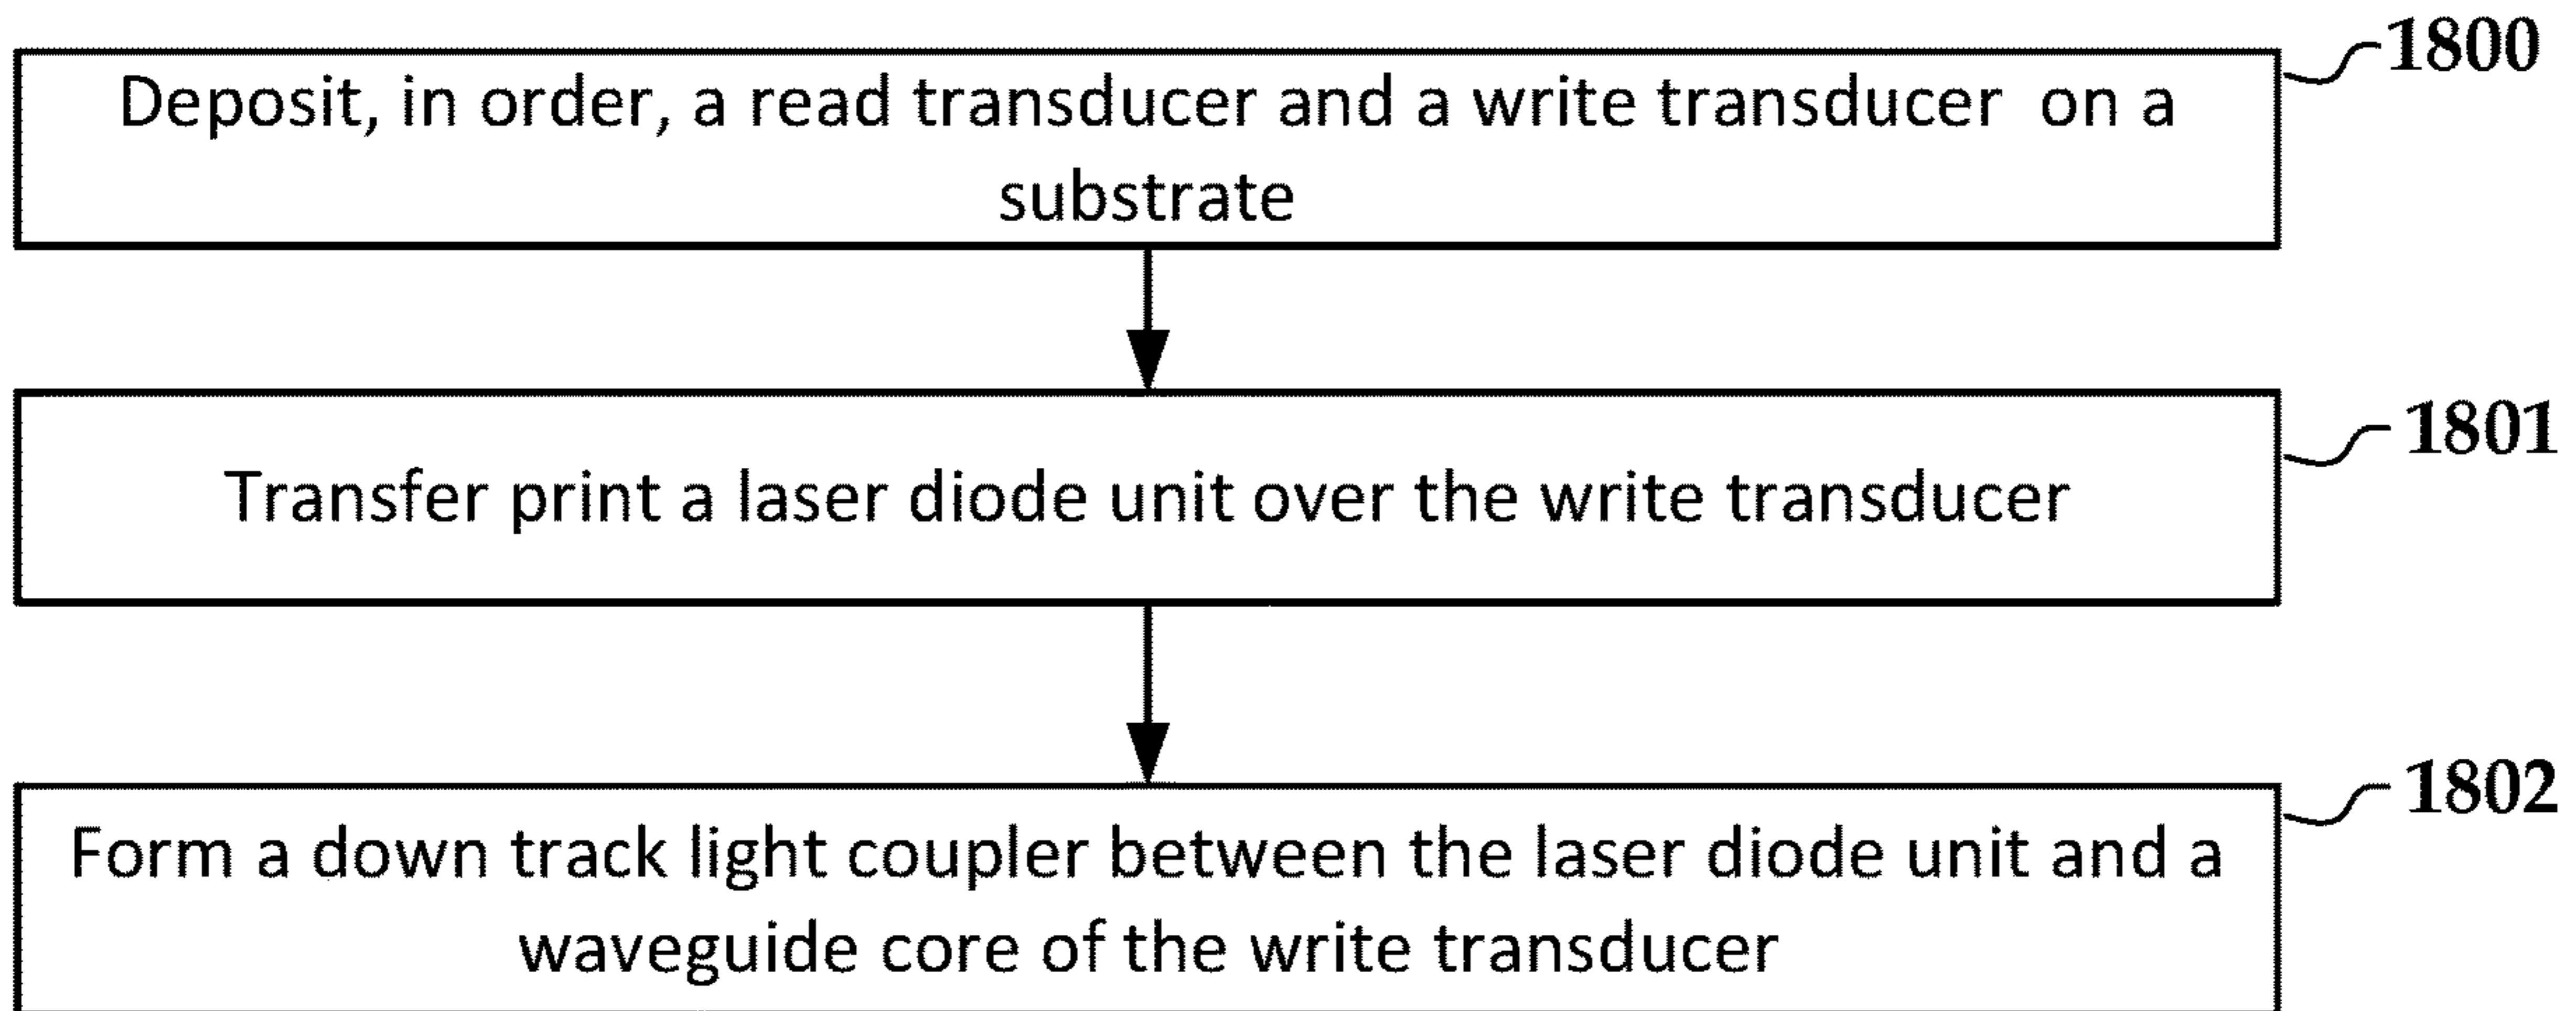 1800
Deposit, in order, a read transducer and a write transducer on a
substrate
1801
Transfer print a laser diode unit over the write transducer
1802
Form a down track light coupler between the laser diode unit and a
waveguide core of the write transducer